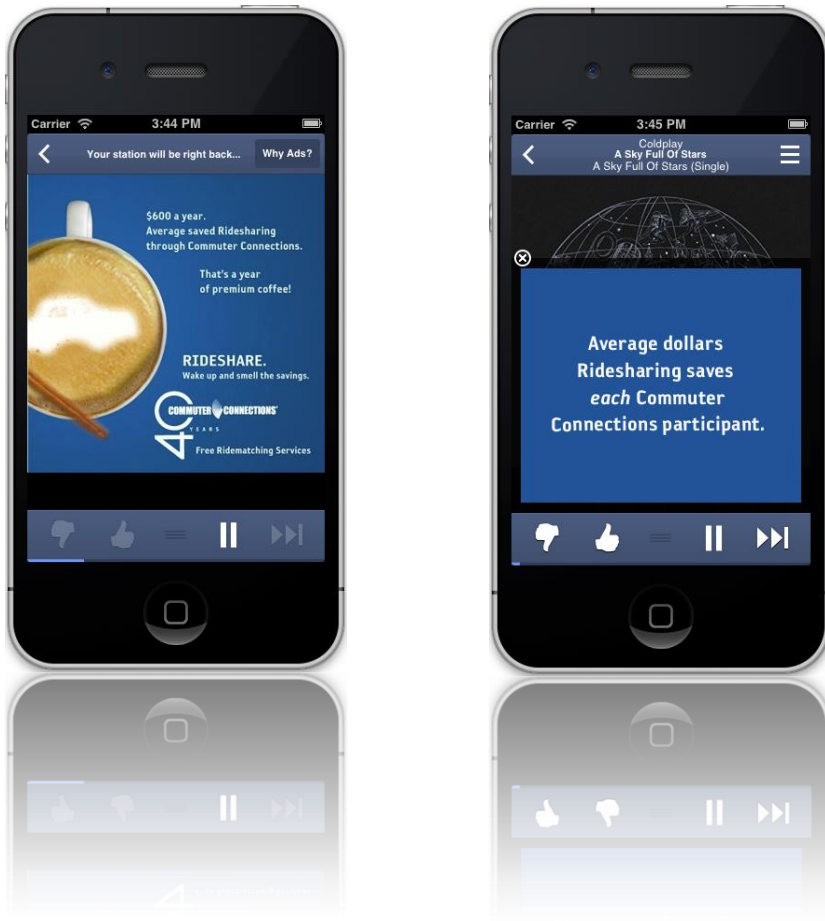 Carrier 3:44 PM
Your station will be right back... Why Ads?
$600 a year.
Average saved Ridesharing
through Commuter Connections.
That's a year
of premium coffee!
RIDESHARE.
Wake up and smell the savings.
40 COMMUTER CONNECTIONS
YEARS
Free Ridematching Services
Carrier 3:45 PM
Coldplay
A Sky Full Of Stars
A Sky Full Of Stars (Single)
Average dollars
Ridesharing saves
each Commuter
Connections participant.